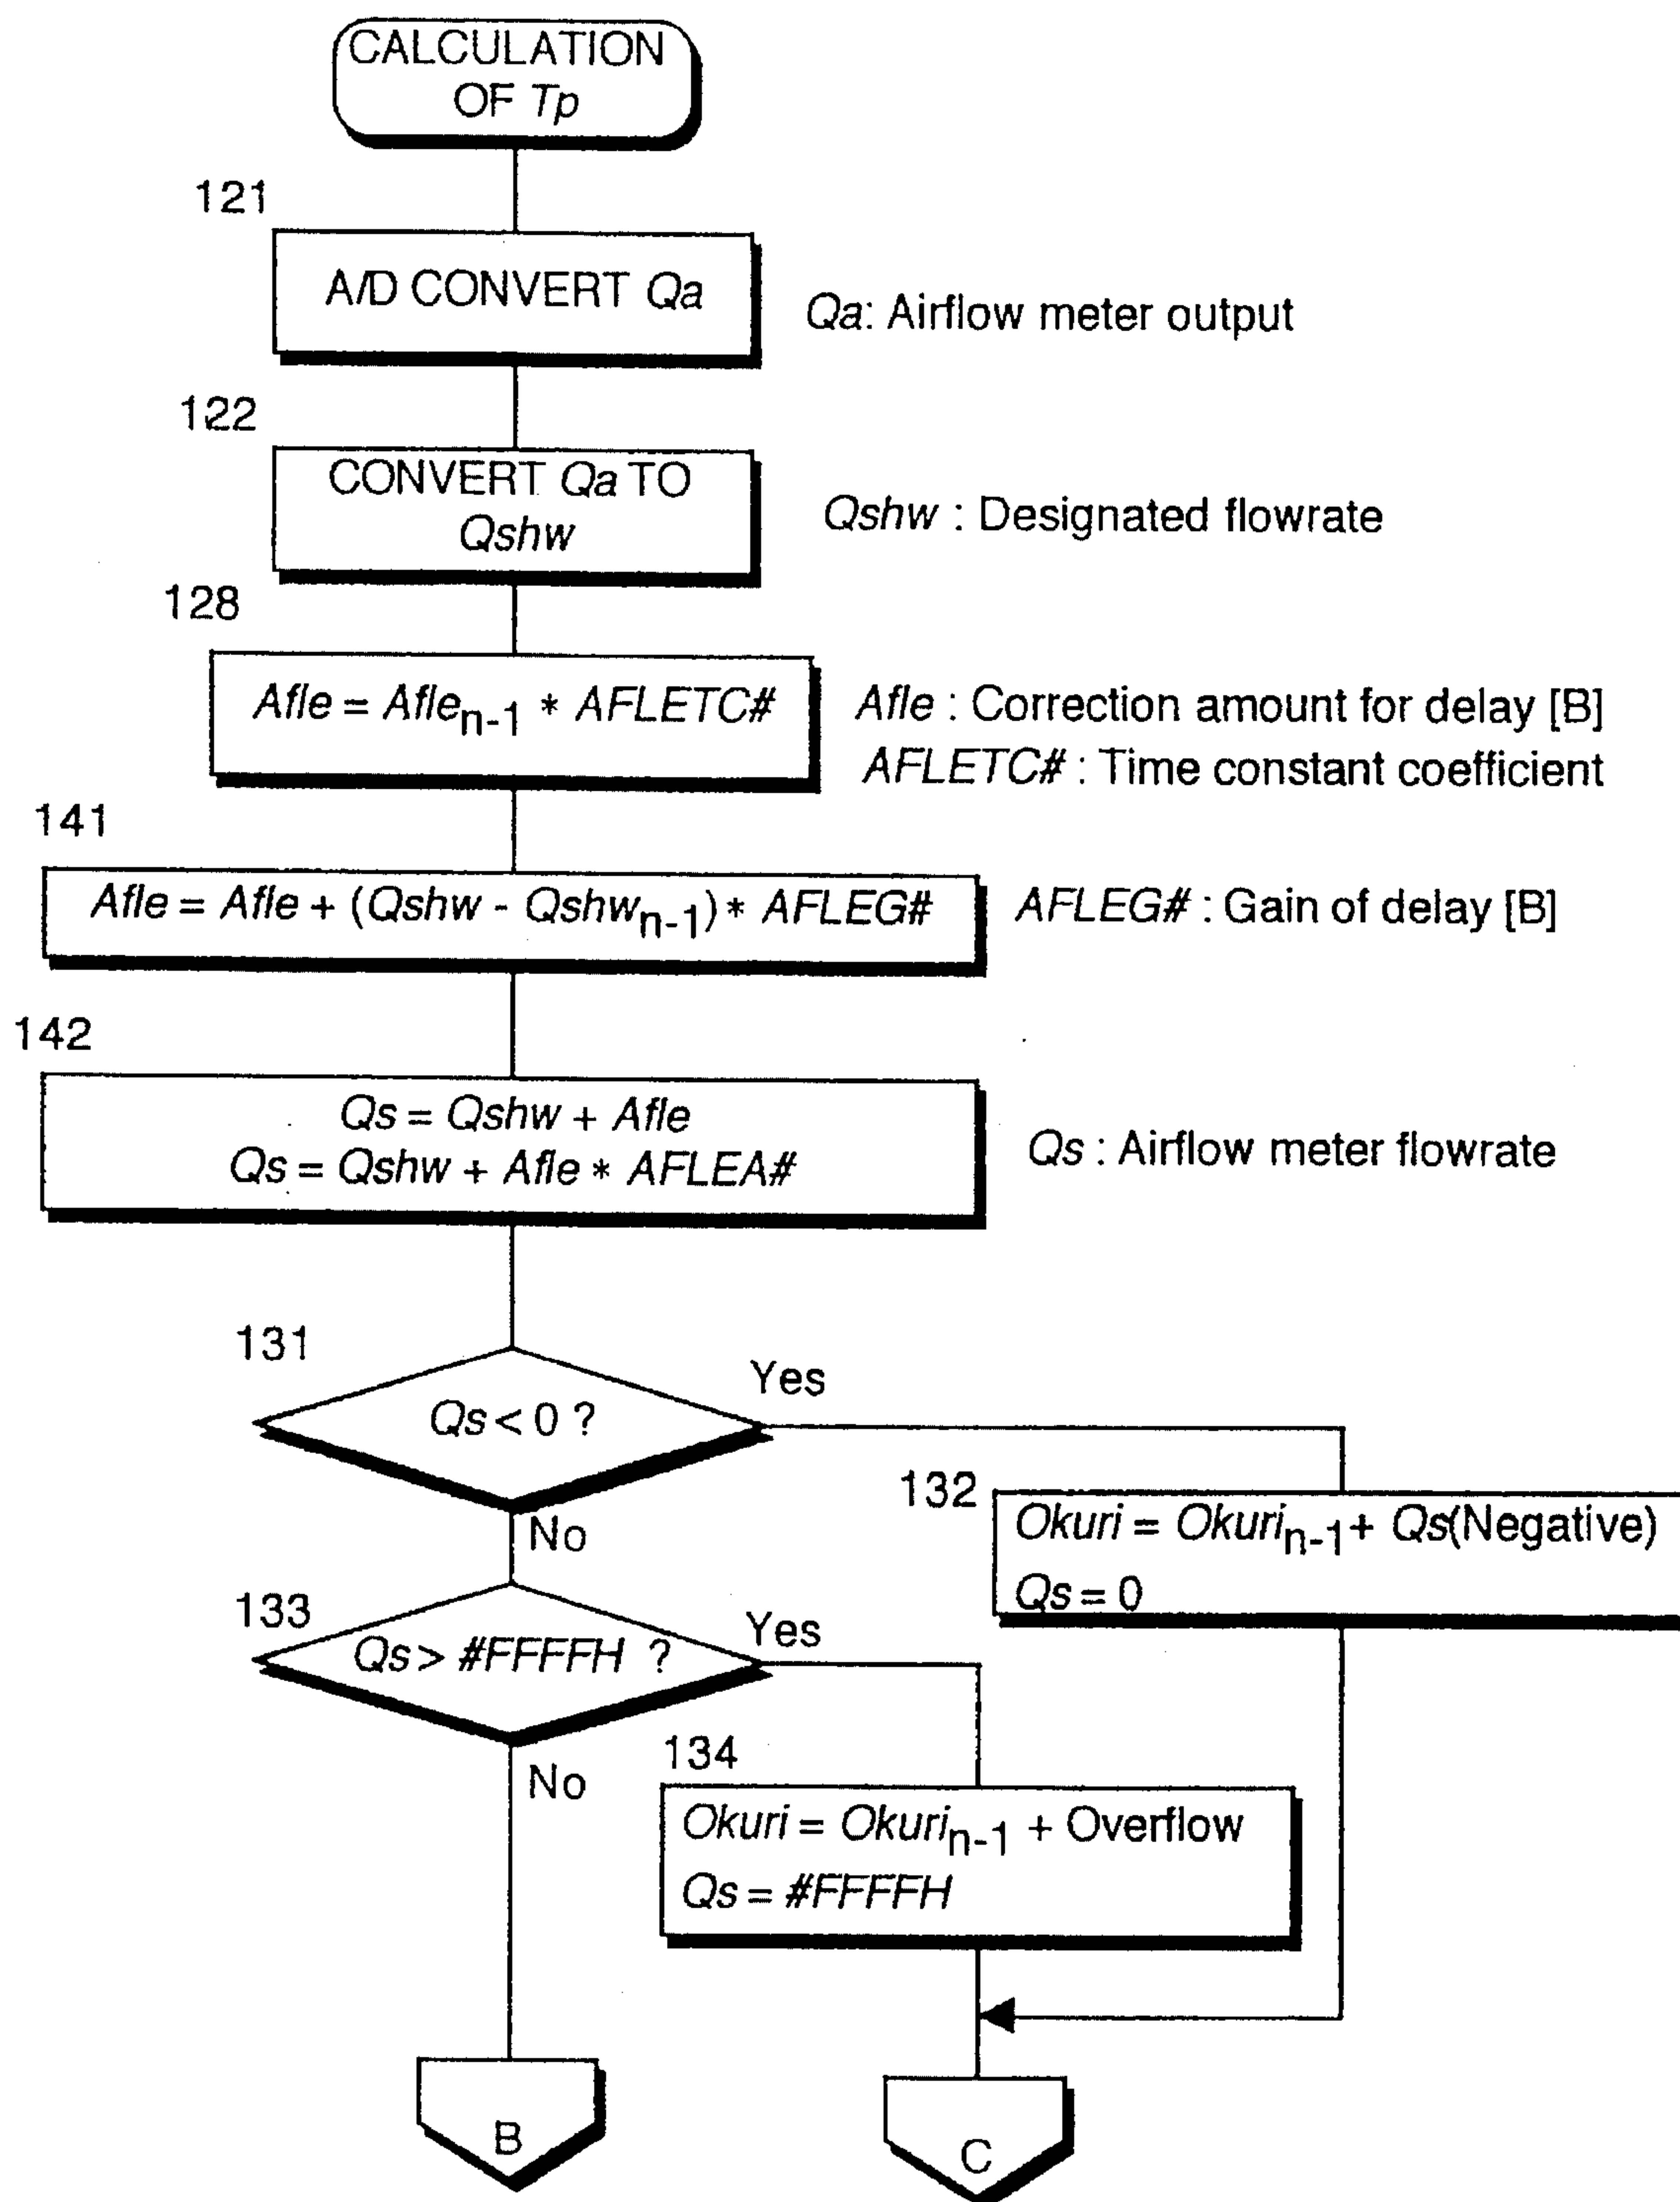 CALCULATION
OF Tp
121
A/D CONVERT Qa
Qa: Airflow meter output
122
CONVERT Qa TO
Qshw
Qshw : Designated flowrate
128
Afle = Aflen-1 * AFLETC#
Afle : Correction amount for delay [B]
AFLETC# : Time constant coefficient
141
Afle = Afle + (Qshw - Qshwn-1) * AFLEG#
AFLEG# : Gain of delay [B]
142
Qs = Qshw + Afle
Qs = Qshw + Afle * AFLEA#
Qs : Airflow meter flowrate
131
Qs < 0 ?
Yes
No
132
Okuri = Okurin-1 + Qs(Negative)
Qs = 0
133
Qs > #FFFFH ?
Yes
No
134
Okuri = Okurin-1 + Overflow
Qs = #FFFFH
B
C